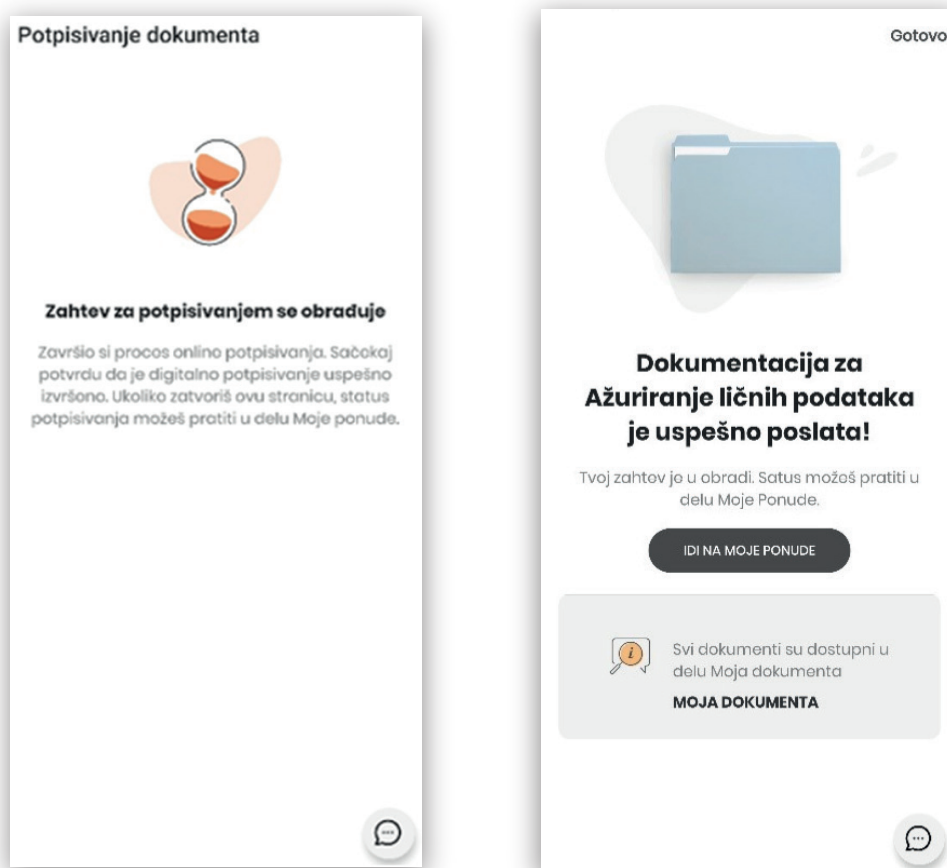 Potpisivanje dokumenta
Zahtev za potpisivanjem se obrađuje
Završio si proces online potpisivanja. Sačekaj
potvrdu da je digitalno potpisivanje uspešno
izvršeno. Ukoliko zatvoriš ovu stranicu, status
potpisivanja možeš pratiti u delu Moje ponude.
Gotovo
Dokumentacija za
Ažuriranje ličnih podataka
je uspešno poslata!
Tvoj zahtev je u obradi. Satus možeš pratiti u
delu Moje Ponude.
IDI NA MOJE PONUDE
i
Svi dokumenti su dostupni u
delu Moja dokumenta
MOJA DOKUMENTA